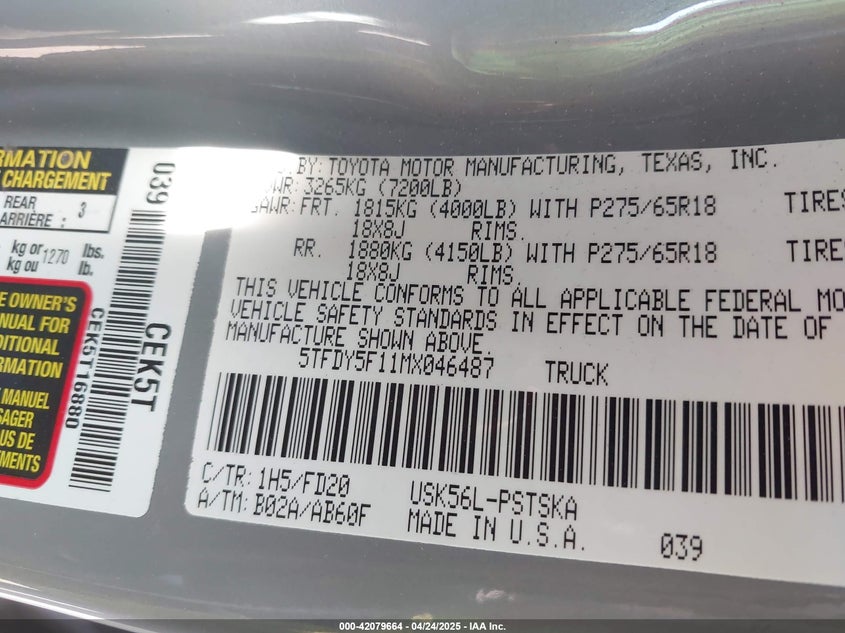 RMATION
CHARGEMENT
REAR
ARRIÈRE : 3
kg or 1270 lbs.
kg ou lb.
E OWNER'S
NUAL FOR
DITIONAL
RMATION
MANUEL
SAGER
US DE
EMENTS
039
CEK5T
CEK5T16880
BY: TOYOTA MOTOR MANUFACTURING, TEXAS, INC.
WR: 3265KG (7200LB)
GAWR: FRT. 1815KG (4000LB) WITH P275/65R18 TIRES
18X8J RIMS.
RR. 1880KG (4150LB) WITH P275/65R18 TIRES
18X8J RIMS.
THIS VEHICLE CONFORMS TO ALL APPLICABLE FEDERAL MO
VEHICLE SAFETY STANDARDS IN EFFECT ON THE DATE OF
MANUFACTURE SHOWN ABOVE.
5TFDY5F11MX046487 TRUCK
C/TR: 1H5/FD20 USK56L-PSTSKA
A/TM: B02A/AB60F MADE IN U.S.A. 039
000-42079664 - 04/24/2025 - IAA Inc.